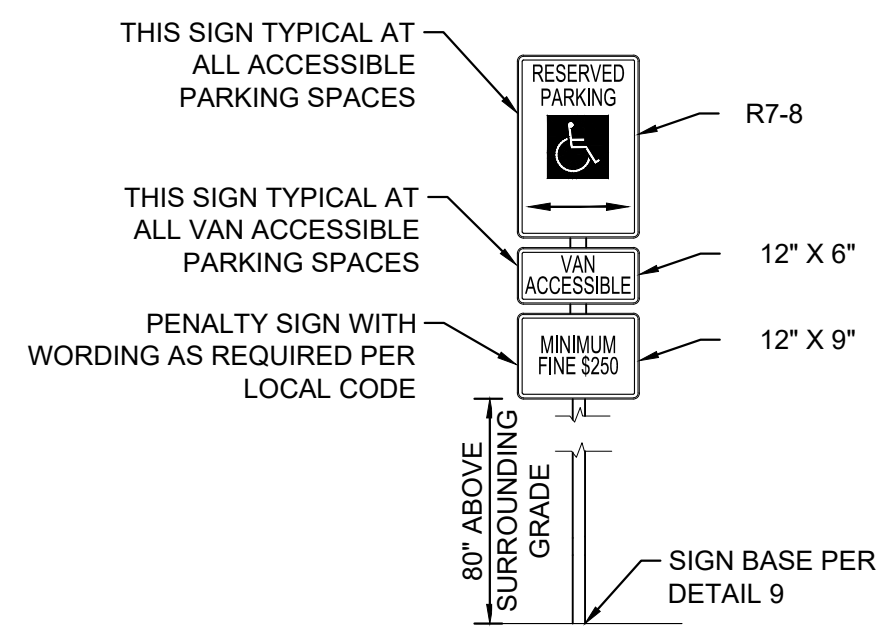 THIS SIGN TYPICAL AT
ALL ACCESSIBLE
PARKING SPACES
RESERVED
PARKING
R7-8
THIS SIGN TYPICAL AT
ALL VAN ACCESSIBLE
PARKING SPACES
VAN
ACCESSIBLE
12" X 6"
PENALTY SIGN WITH
WORDING AS REQUIRED PER
LOCAL CODE
MINIMUM
FINE $250
12" X 9"
80" ABOVE
SURROUNDING
GRADE
SIGN BASE PER
DETAIL 9